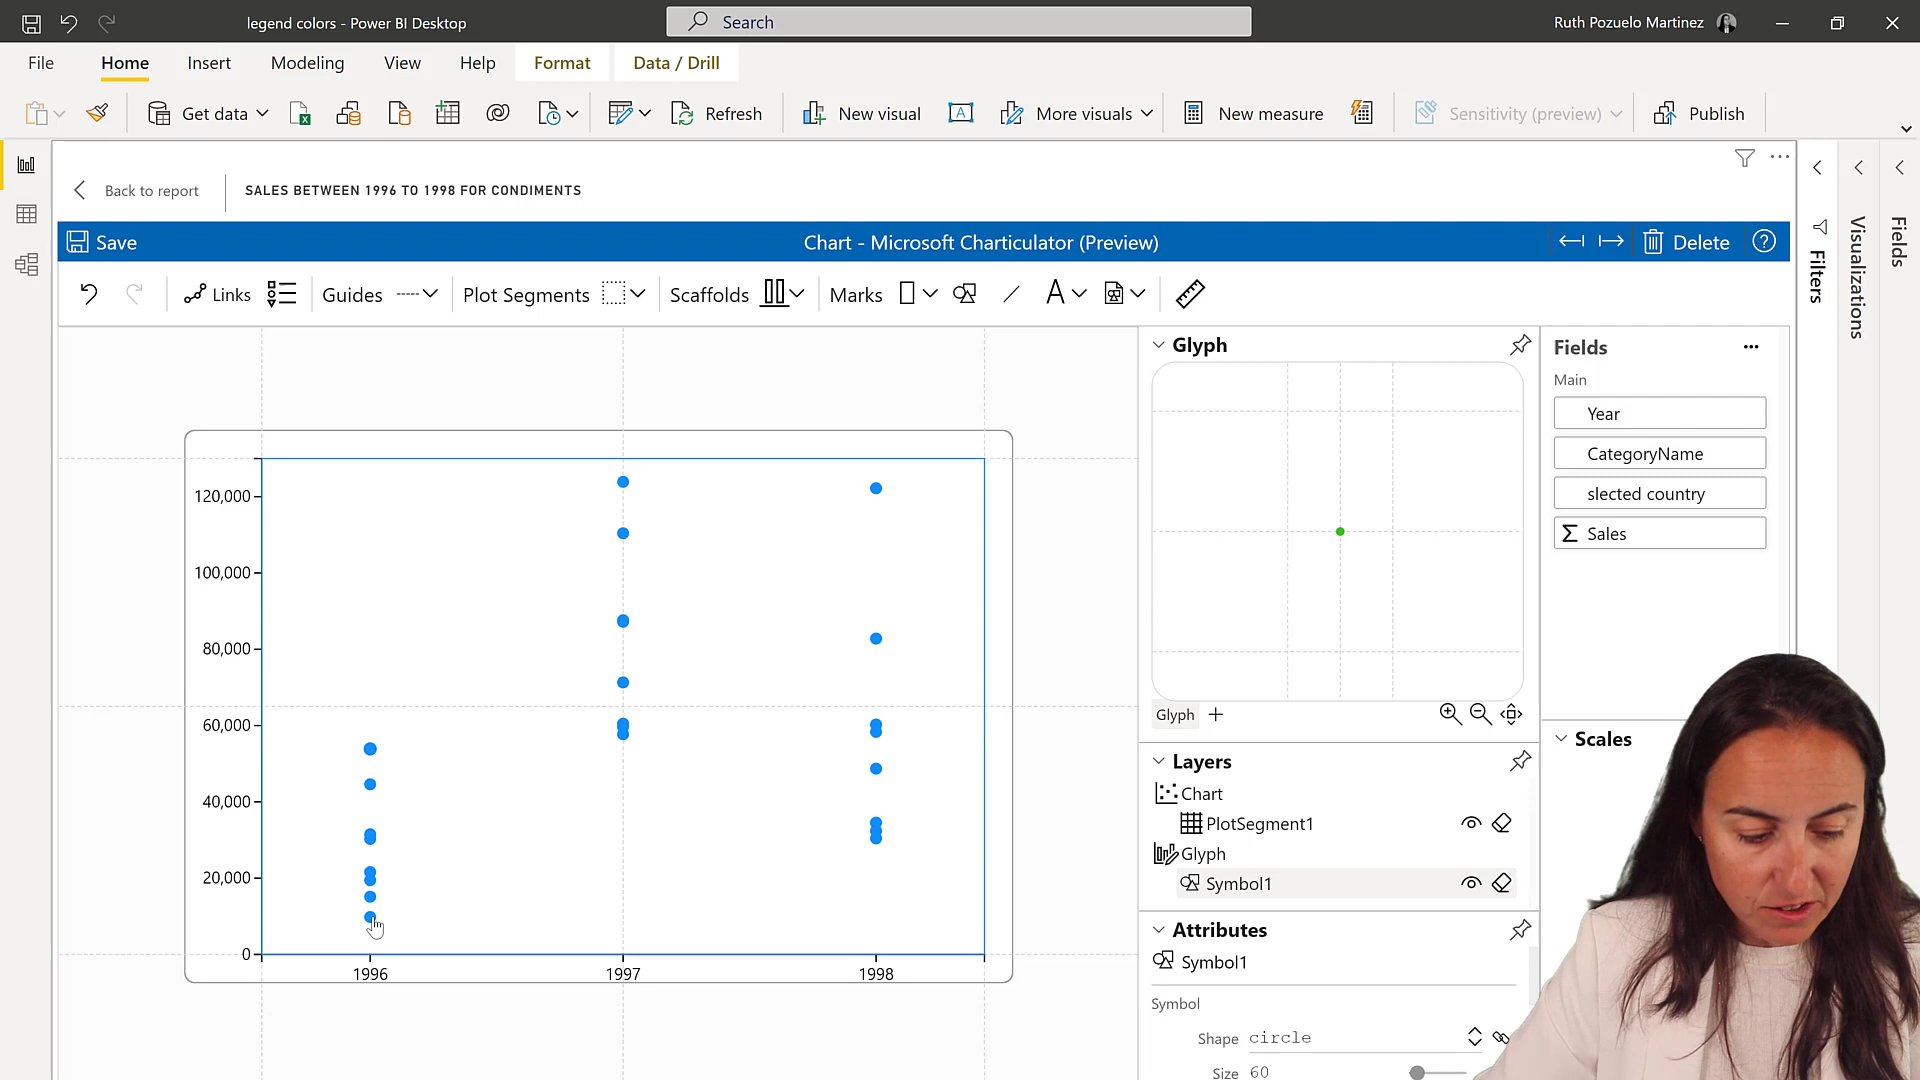 legend colors - Power BI Desktop
Search
Ruth Pozuelo Martinez
File
Home
Insert
Modeling
View
Help
Format
Data / Drill
Get data
Refresh
New visual
More visuals
New measure
Sensitivity (preview)
Publish
Back to report
SALES BETWEEN 1996 TO 1998 FOR CONDIMENTS
Save
Chart - Microsoft Charticulator (Preview)
Delete
Links
Guides
Plot Segments
Scaffolds
Marks
120,000
100,000
80,000
60,000
40,000
20,000
0
1996
1997
1998
Glyph
Glyph
Layers
Chart
PlotSegment1
Glyph
Symbol1
Attributes
Symbol1
Symbol
Shape circle
Size 60
Fields
Main
Year
CategoryName
slected country
Sales
Scales
Filters
Visualizations
Fields